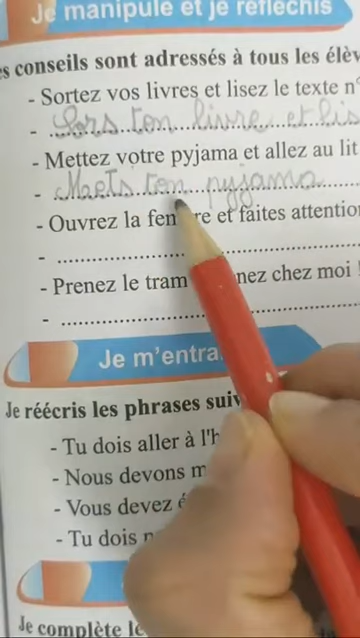 Je manipule et je réfléchis
s conseils sont adressés à tous les élèv
- Sortez vos livres et lisez le texte n°
- Sors ton livre et lis
- Mettez votre pyjama et allez au lit
- Maets ton pyjama
- Ouvrez la fen re et faites attention
- ...
- Prenez le tram nez chez moi !
- ...
Je m'entra
Je réécris les phrases suiv
- Tu dois aller à l'h
- Nous devons m
- Vous devez é
- Tu dois n
Je complète le